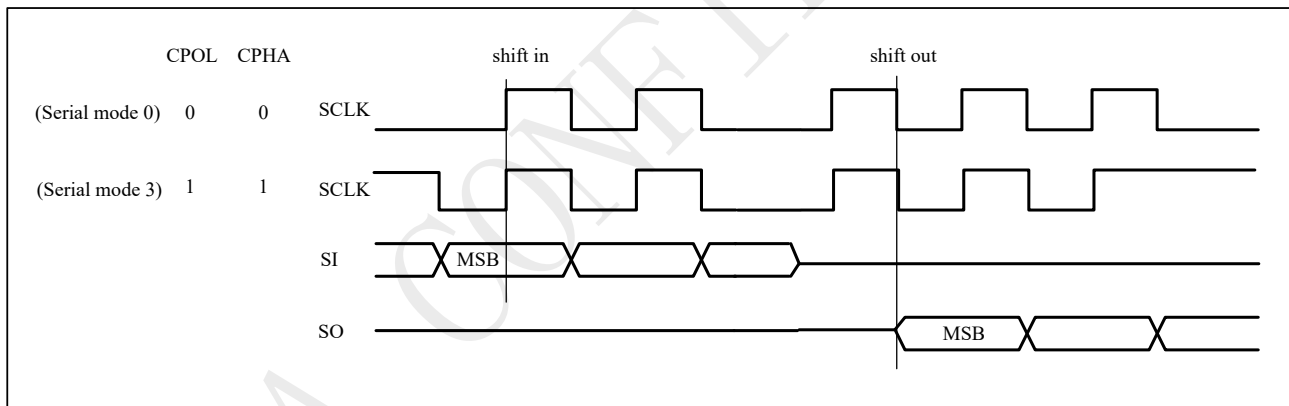 CPOL CPHA shift in shift out
(Serial mode 0) 0 0 SCLK
(Serial mode 3) 1 1 SCLK
SI MSB
SO MSB